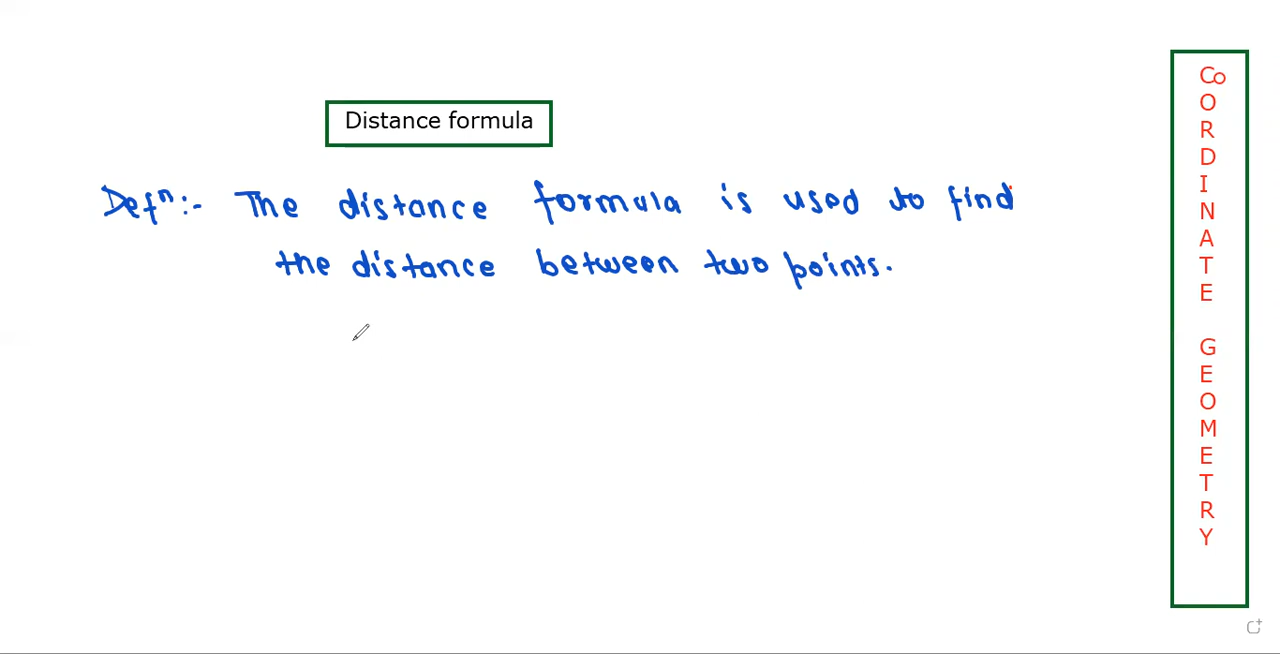 Distance formula
Defⁿ:- The distance formula is used to find
the distance between two points.
Co
O
R
D
I
N
A
T
E
G
E
O
M
E
T
R
Y